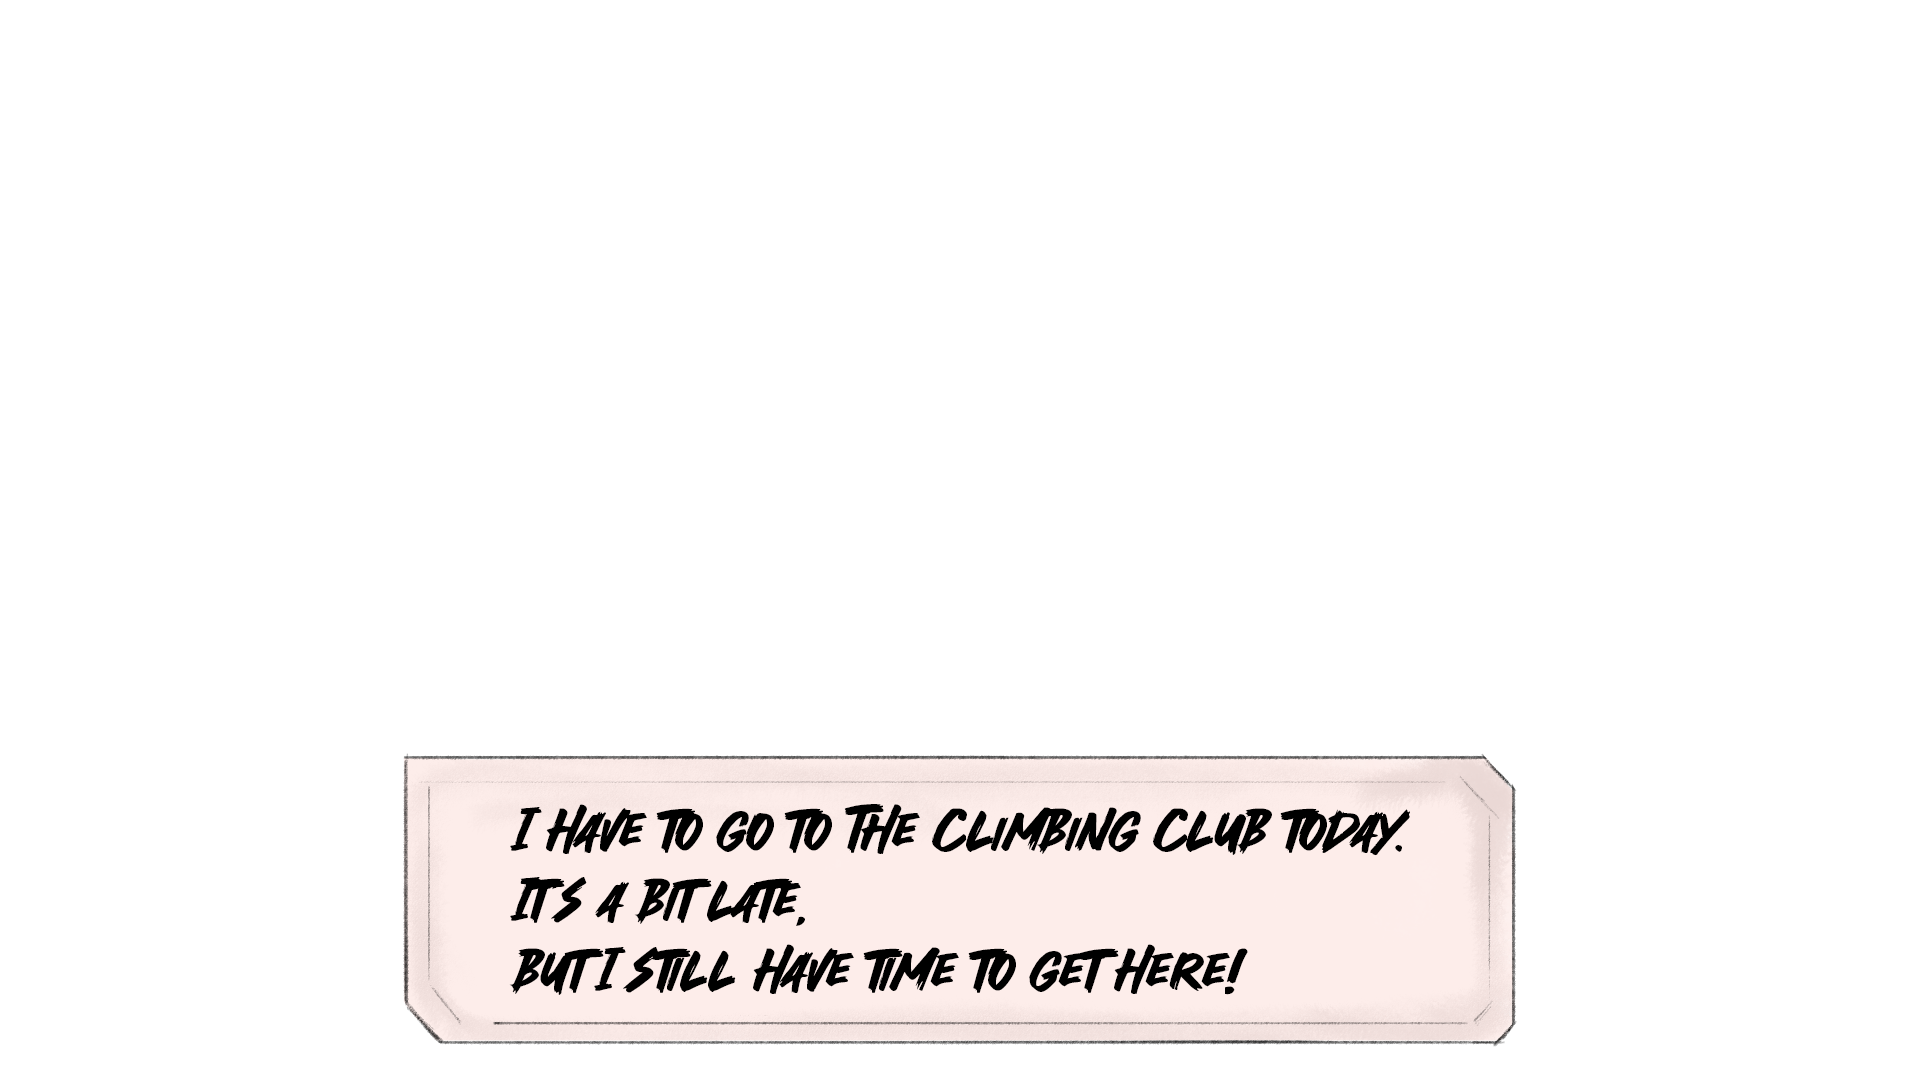 I HAVE TO GO TO THE CLIMBING CLUB TODAY.
IT'S A BIT LATE,
BUT I STILL HAVE TIME TO GET HERE!